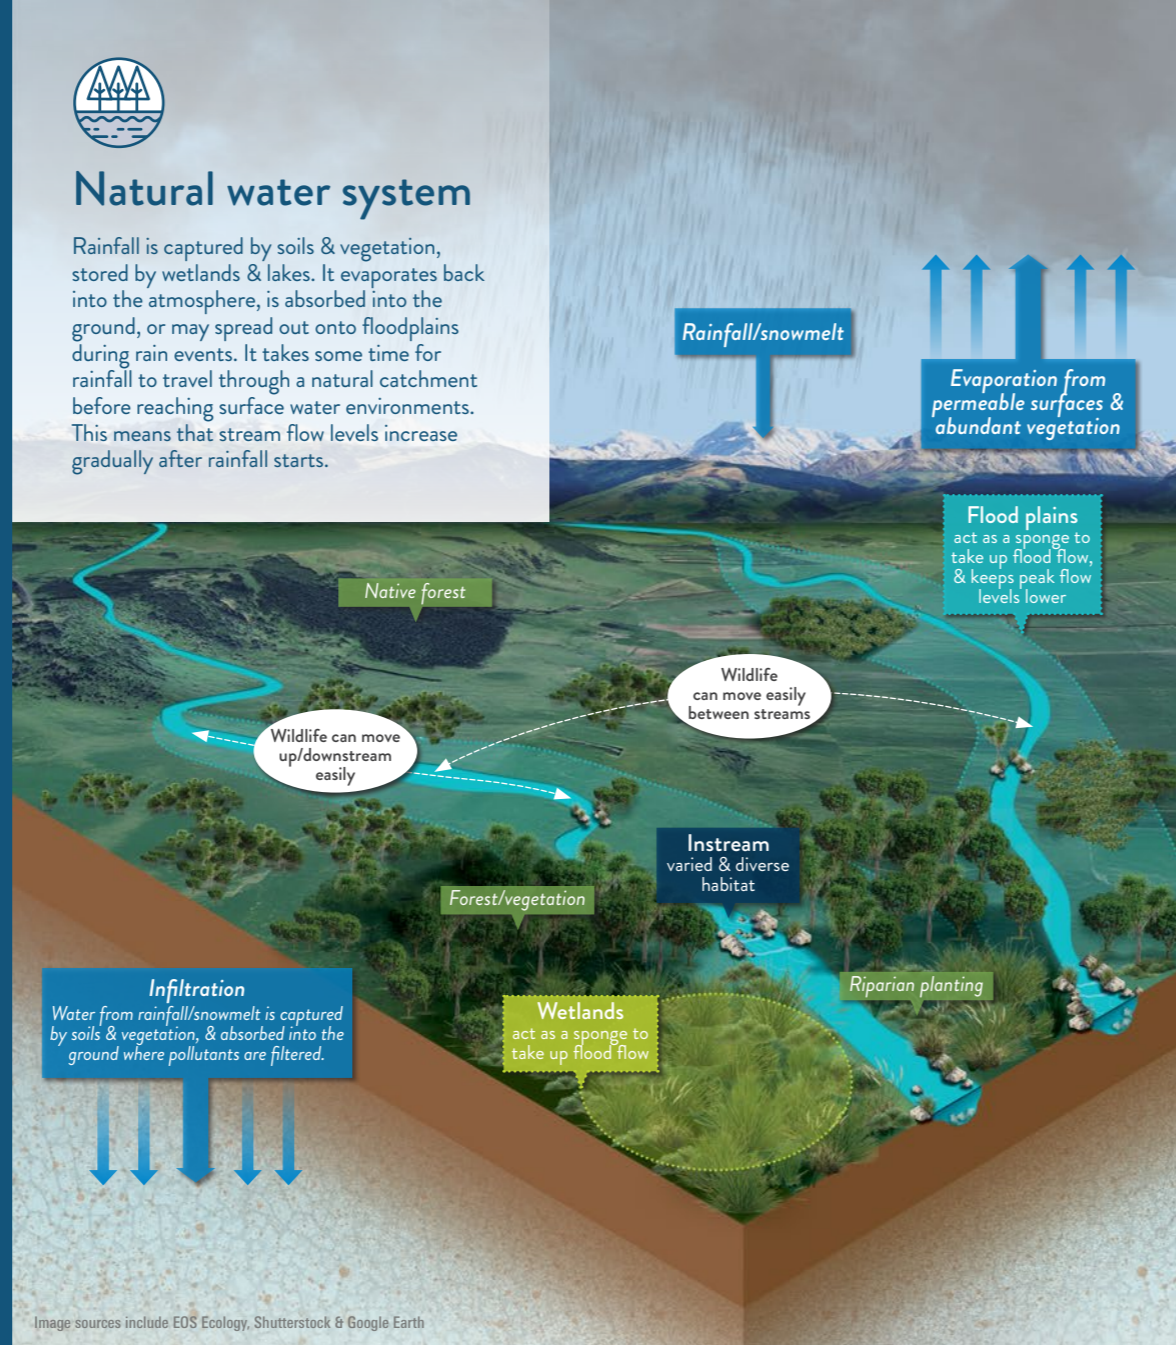 Natural water system
Rainfall is captured by soils & vegetation,
stored by wetlands & lakes. It evaporates back
into the atmosphere, is absorbed into the
ground, or may spread out onto floodplains
during rain events. It takes some time for
rainfall to travel through a natural catchment
before reaching surface water environments.
This means that stream flow levels increase
gradually after rainfall starts.
Rainfall/snowmelt
Evaporation from
permeable surfaces &
abundant vegetation
Flood plains
act as a sponge to
take up flood flow,
& keeps peak flow
levels lower
Native forest
Wildlife
can move easily
between streams
Wildlife can move
up/downstream
easily
Instream
varied & diverse
habitat
Forest/vegetation
Riparian planting
Infiltration
Water from rainfall/snowmelt is captured
by soils & vegetation, & absorbed into the
ground where pollutants are filtered.
Wetlands
act as a sponge to
take up flood flow
Image sources include EOS Ecology, Shutterstock & Google Earth